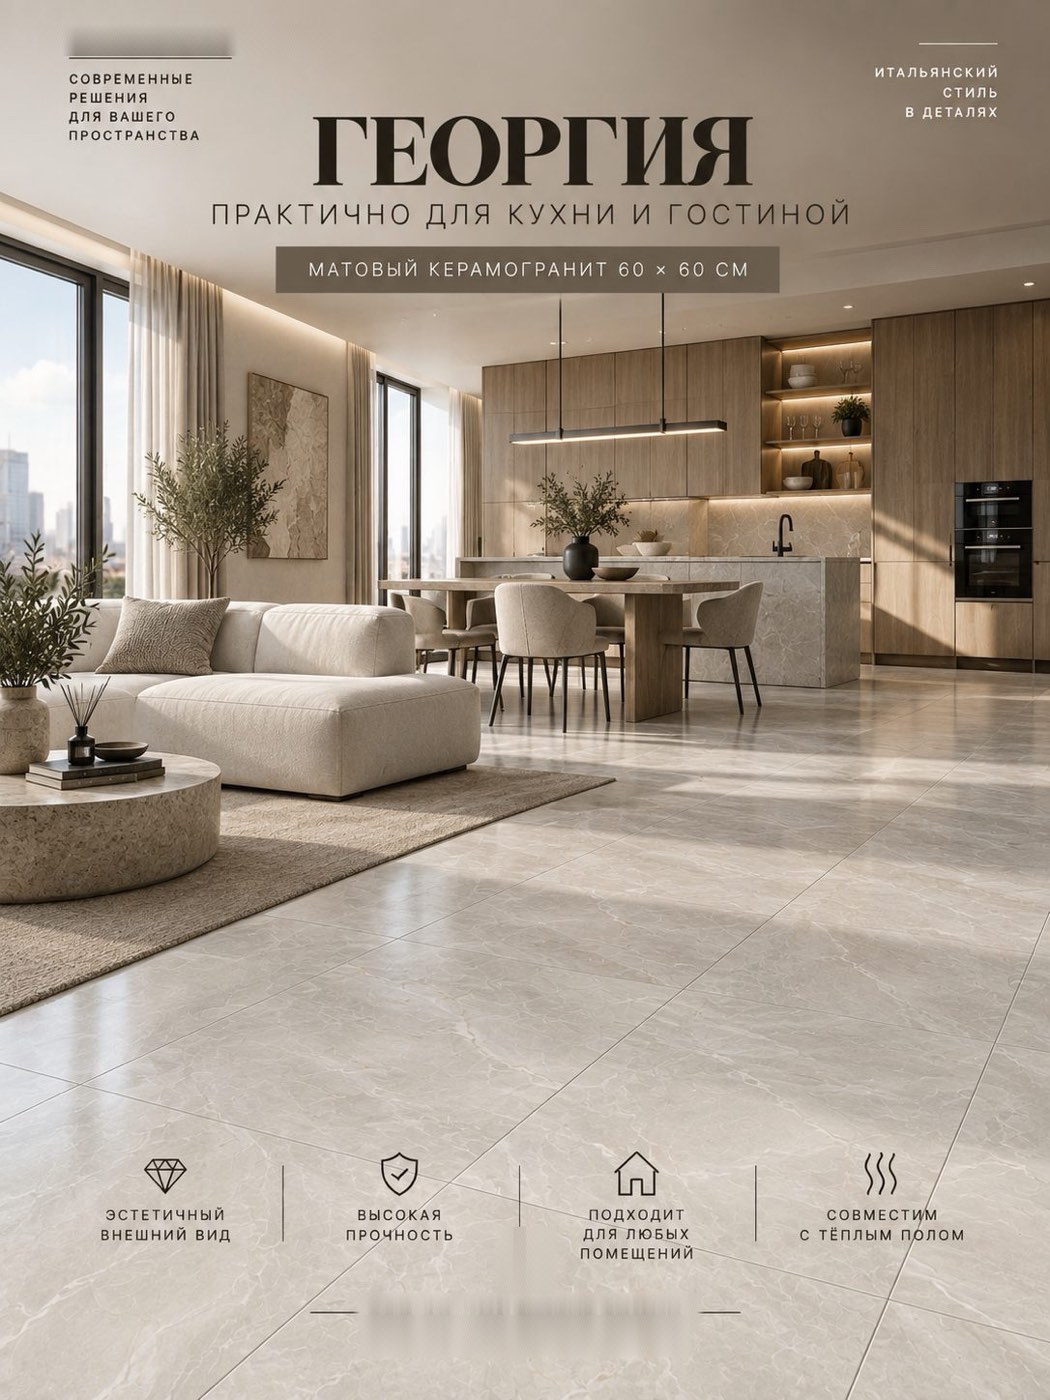 СОВРЕМЕННЫЕ
РЕШЕНИЯ
ДЛЯ ВАШЕГО
ПРОСТРАНСТВА
ИТАЛЬЯНСКИЙ
СТИЛЬ
В ДЕТАЛЯХ
ГЕОРГИЯ
ПРАКТИЧНО ДЛЯ КУХНИ И ГОСТИНОЙ
МАТОВЫЙ КЕРАМОГРАНИТ 60 × 60 СМ
ЭСТЕТИЧНЫЙ
ВНЕШНИЙ ВИД
ВЫСОКАЯ
ПРОЧНОСТЬ
ПОДХОДИТ
ДЛЯ ЛЮБЫХ
ПОМЕЩЕНИЙ
СОВМЕСТИМ
С ТЁПЛЫМ ПОЛОМ